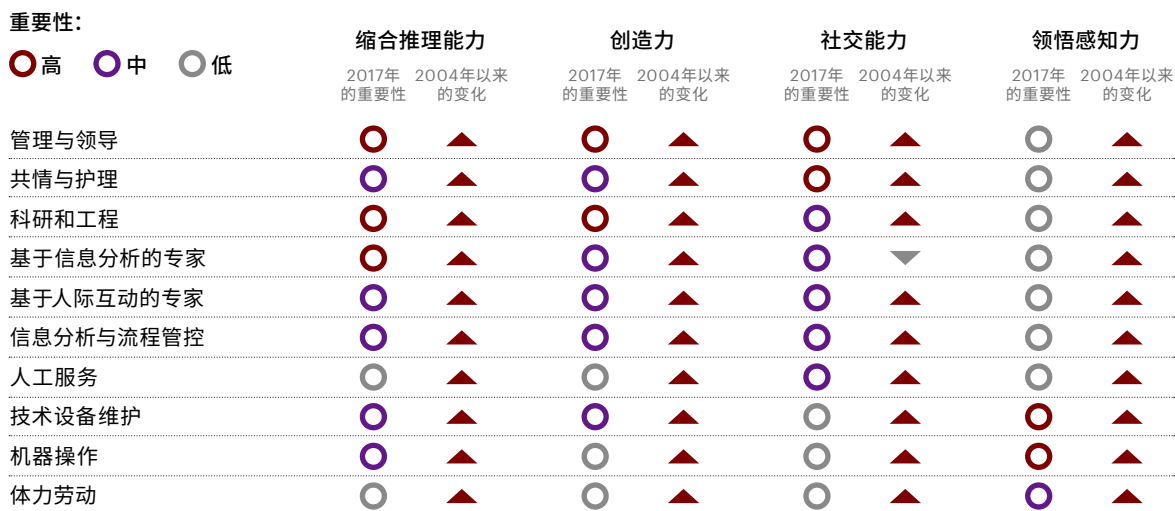 重要性:
高 中 低
缩合推理能力 创造力 社交能力 领悟感知力
2017年 2004年以来 2017年 2004年以来 2017年 2004年以来 2017年 2004年以来
的重要性 的变化 的重要性 的变化 的重要性 的变化 的重要性 的变化
管理与领导
共情与护理
科研和工程
基于信息分析的专家
基于人际互动的专家
信息分析与流程管控
人工服务
技术设备维护
机器操作
体力劳动